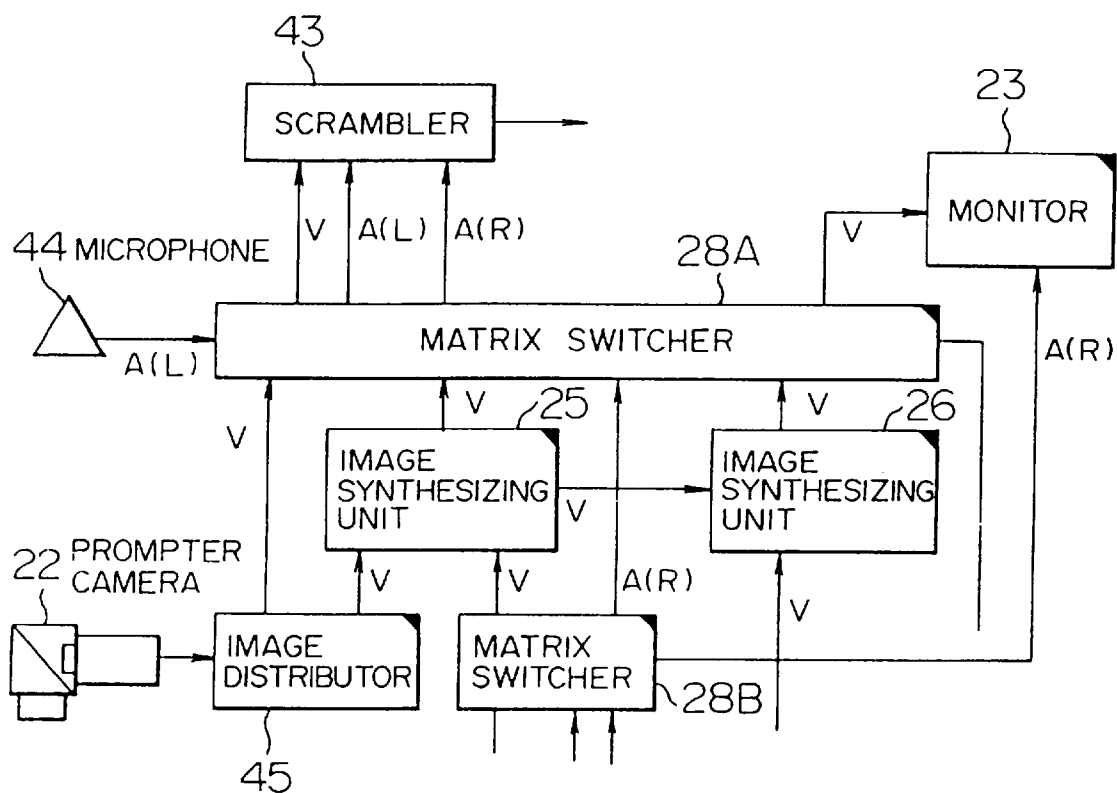 43
SCRAMBLER
23
MONITOR
V
A(L)
A(R)
V
44 MICROPHONE
28A
MATRIX SWITCHER
A(L)
A(R)
V
V
25
V
26
IMAGE
SYNTHESIZING
UNIT
V
IMAGE
SYNTHESIZING
UNIT
22 PROMPTER
CAMERA
V
V
A(R)
V
IMAGE
DISTRIBUTOR
MATRIX
SWITCHER
28B
45